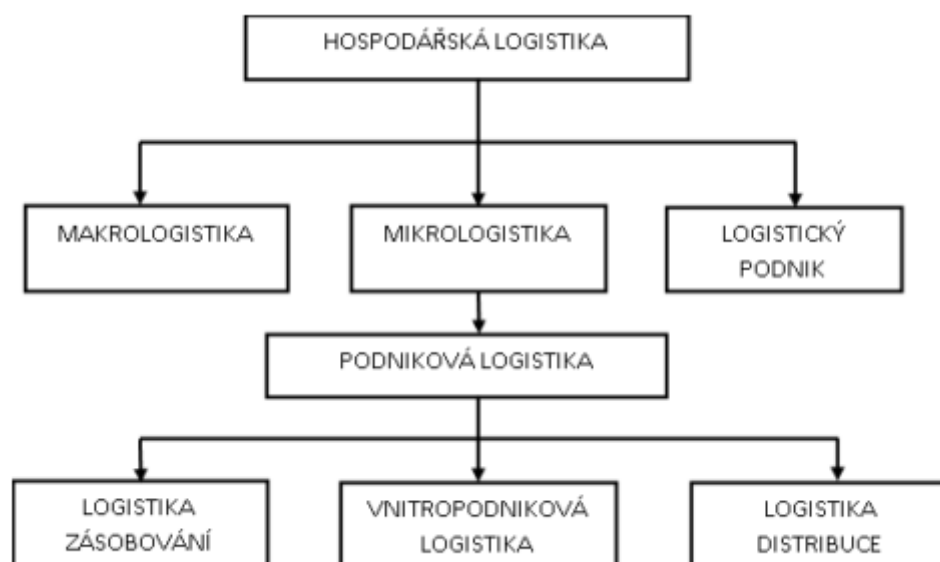 HOSPODÁŘSKÁ LOGISTIKA
MAKROLOGISTIKA
MIKROLOGISTIKA
LOGISTICKÝ
PODNIK
PODNIKOVÁ LOGISTIKA
LOGISTIKA
ZÁSOBOVÁNÍ
VNITROPODNIKOVÁ
LOGISTIKA
LOGISTIKA
DISTRIBUCE